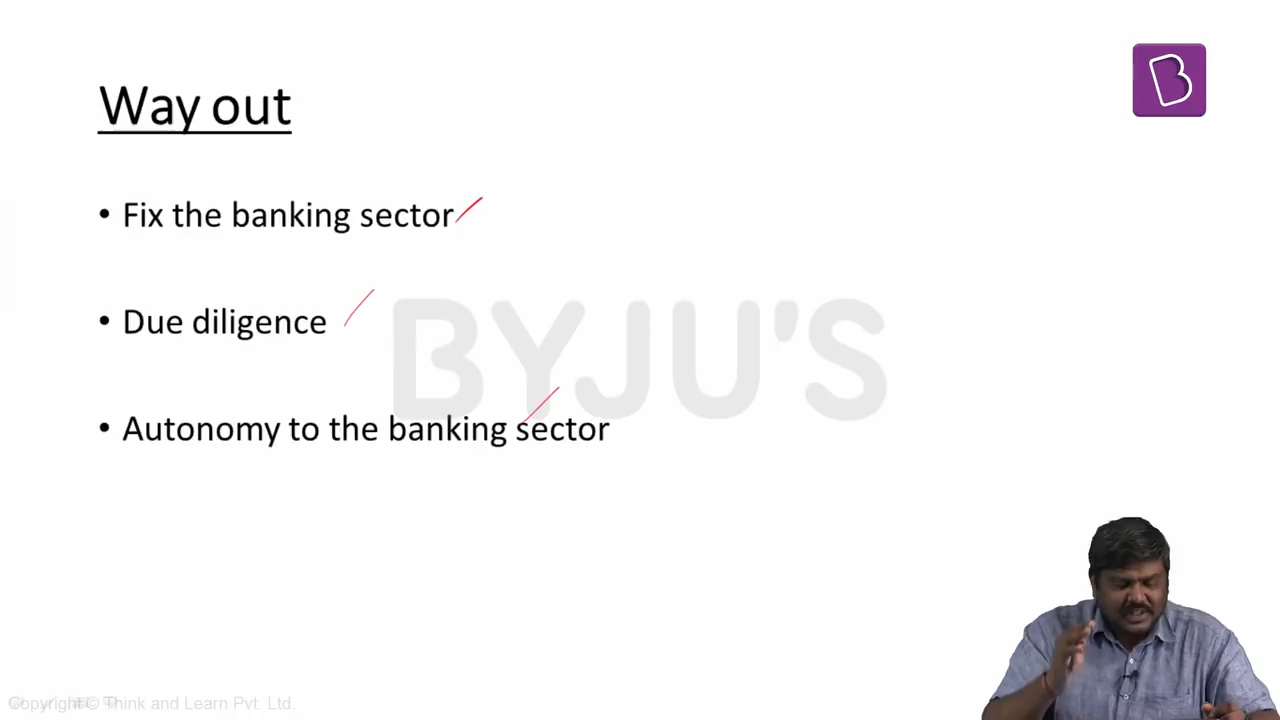 Way out
• Fix the banking sector
• Due diligence
BYJU'S
• Autonomy to the banking sector
Copyright © Think and Learn Pvt. Ltd.